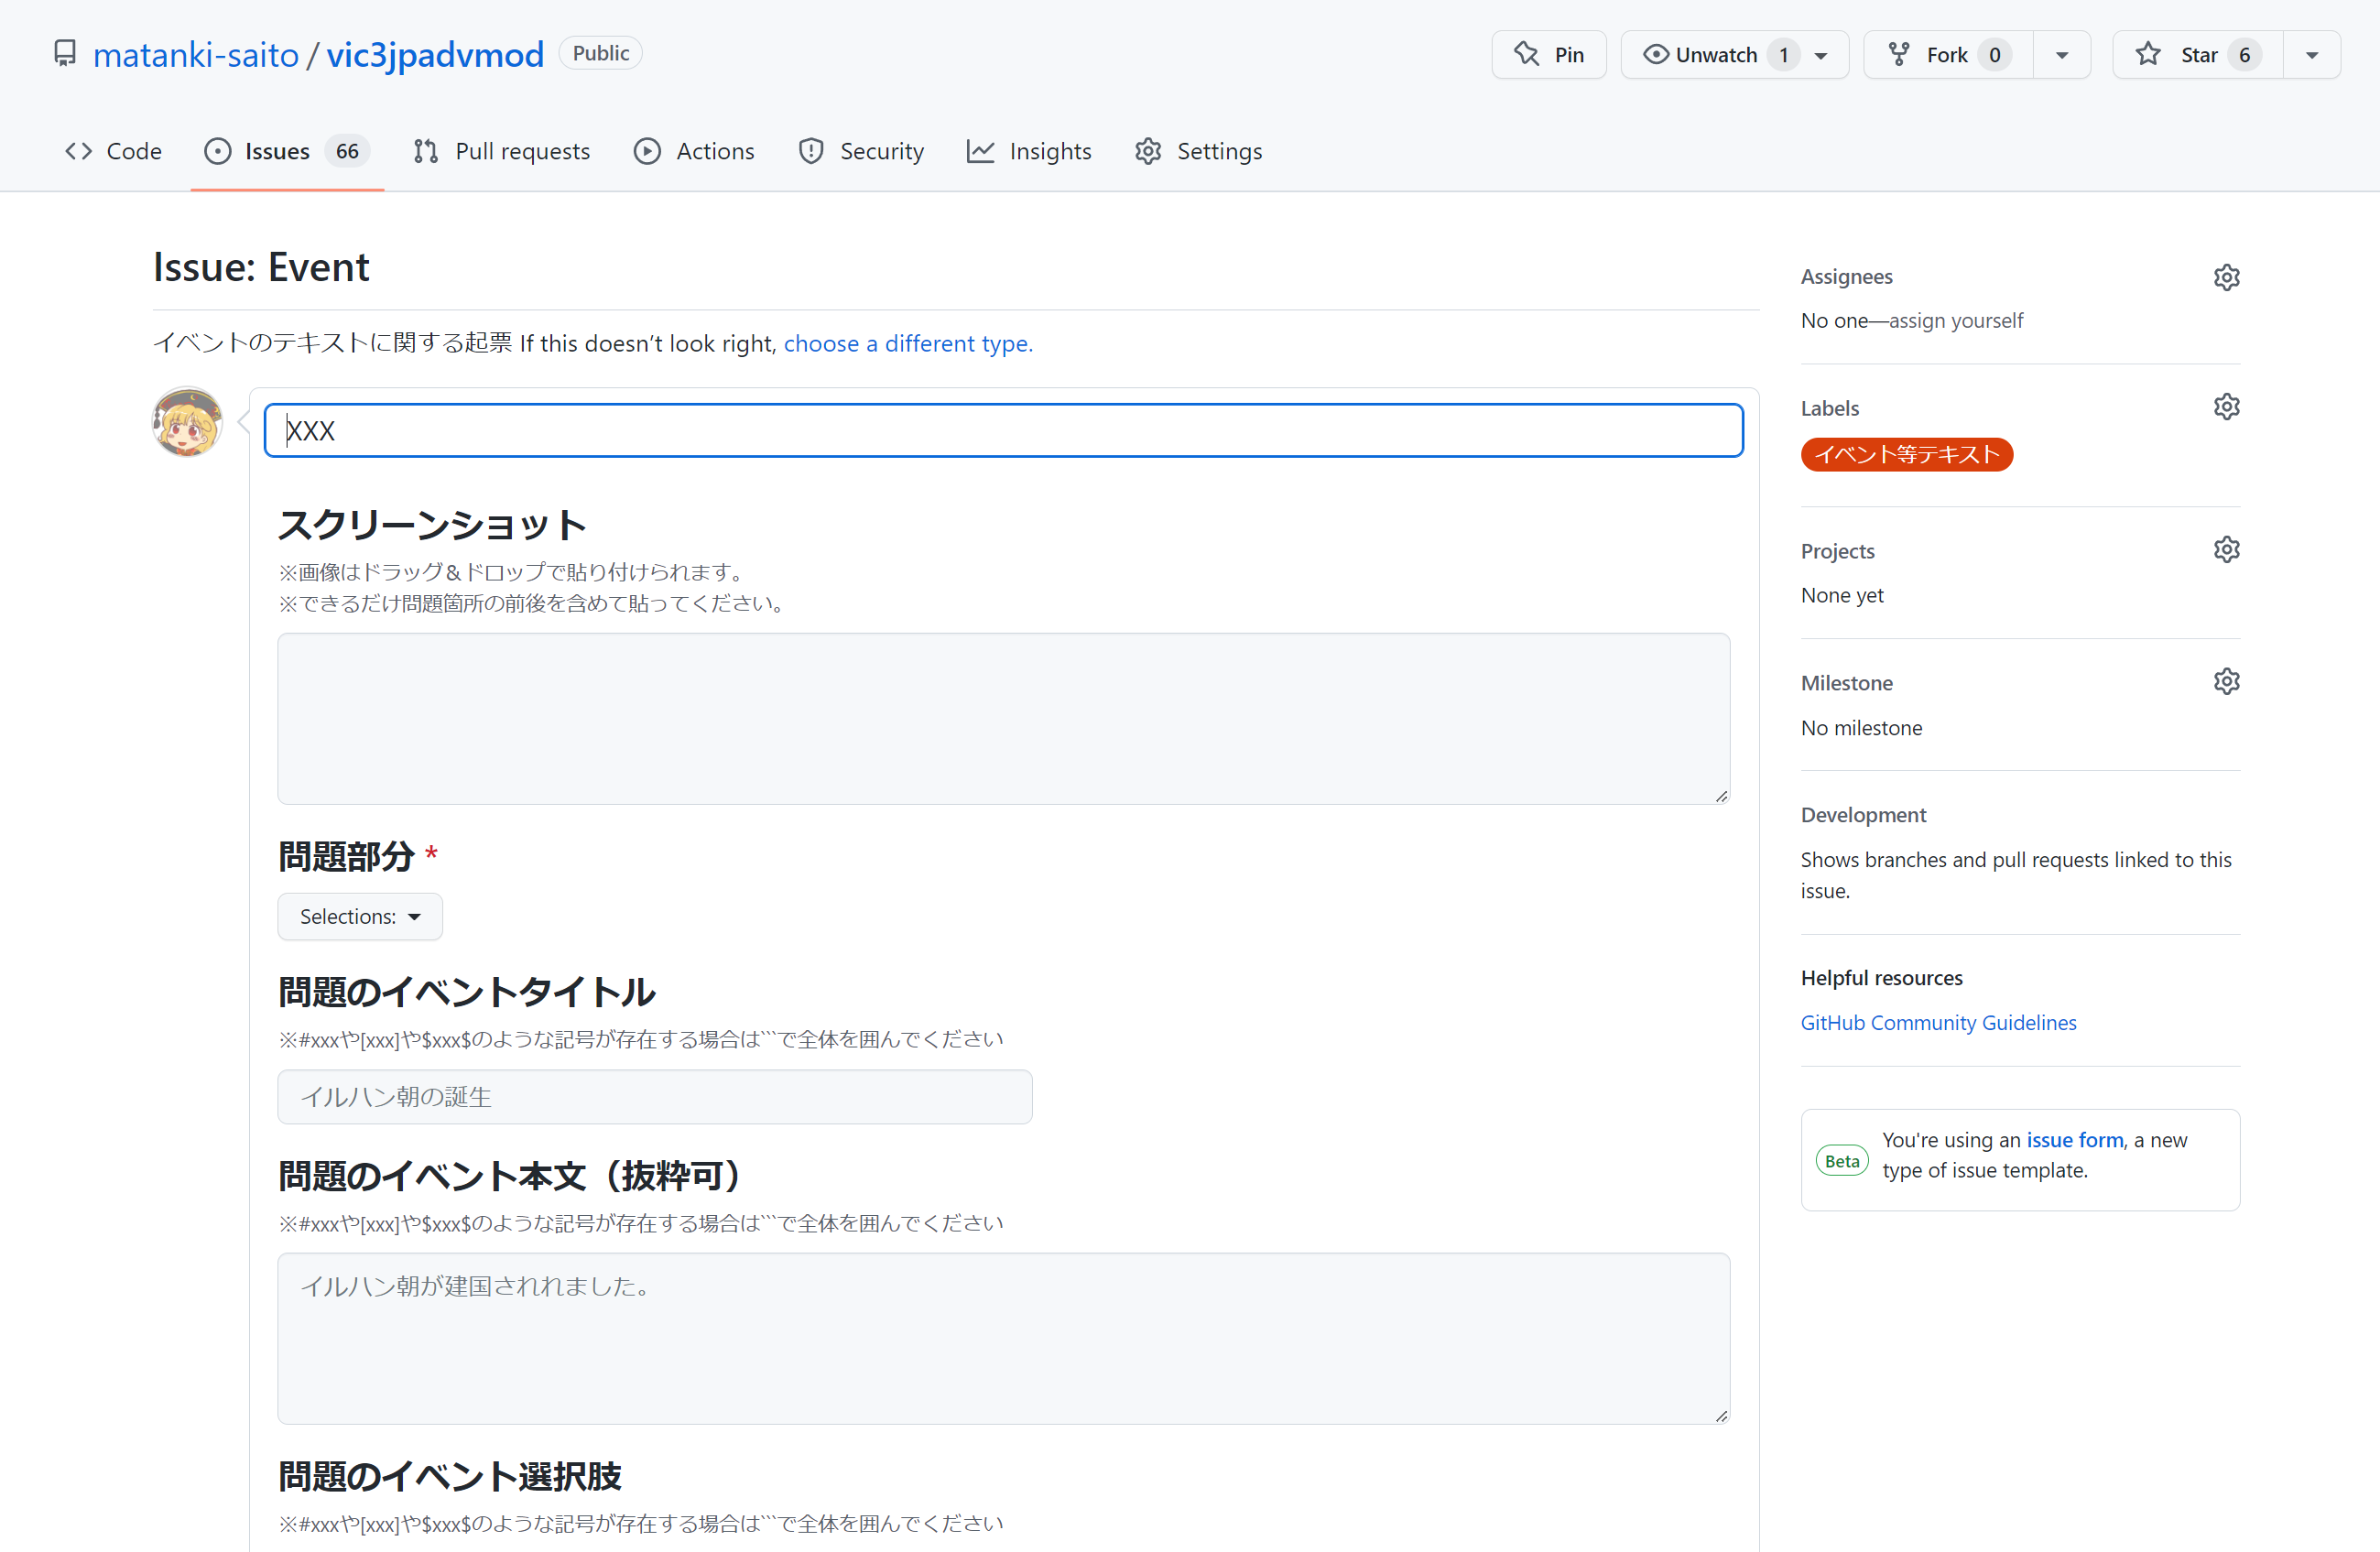 matanki-saito / vic3jpadvmod Public
Pin
Unwatch 1
Fork 0
Star 6
Code
Issues 66
Pull requests
Actions
Security
Insights
Settings
Issue: Event
イベントのテキストに関する起票 If this doesn’t look right, choose a different type.
XXX
スクリーンショット
※画像はドラッグ＆ドロップで貼り付けられます。
※できるだけ問題箇所の前後を含めて貼ってください。
問題部分 *
Selections:
問題のイベントタイトル
※#xxxや[xxx]や$xxx$のような記号が存在する場合は```で全体を囲んでください
イルハン朝の誕生
問題のイベント本文（抜粋可）
※#xxxや[xxx]や$xxx$のような記号が存在する場合は```で全体を囲んでください
イルハン朝が建国されれました。
問題のイベント選択肢
※#xxxや[xxx]や$xxx$のような記号が存在する場合は```で全体を囲んでください
Assignees
No one—assign yourself
Labels
イベント等テキスト
Projects
None yet
Milestone
No milestone
Development
Shows branches and pull requests linked to this
issue.
Helpful resources
GitHub Community Guidelines
Beta
You're using an issue form, a new
type of issue template.